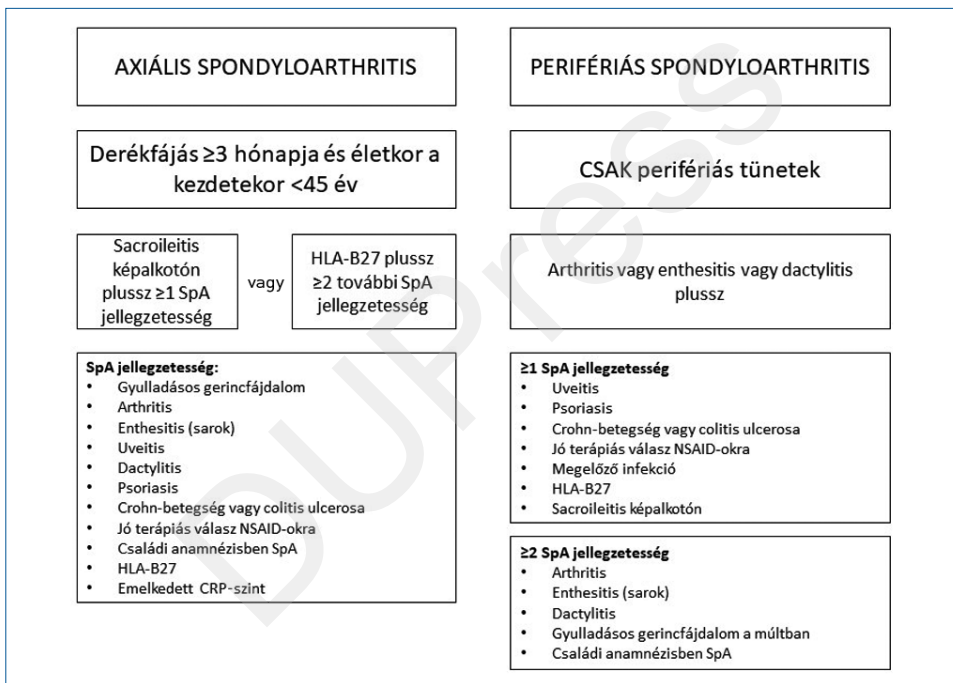 AXIÁLIS SPONDYLOARTHRITIS
Derékfájás ≥3 hónapja és életkor a
kezdetekor <45 év
Sacroileitis
képalkotón
plussz ≥1 SpA
jellegzetesség
vagy
HLA-B27 plussz
≥2 további SpA
jellegzetesség
SpA jellegzetesség:
• Gyulladásos gerincfájdalom
• Arthritis
• Enthesitis (sarok)
• Uveitis
• Dactylitis
• Psoriasis
• Crohn-betegség vagy colitis ulcerosa
• Jó terápiás válasz NSAID-okra
• Családi anamnézisben SpA
• HLA-B27
• Emelkedett CRP-szint
PERIFÉRIÁS SPONDYLOARTHRITIS
CSAK perifériás tünetek
Arthritis vagy enthesitis vagy dactylitis
plussz
≥1 SpA jellegzetesség
• Uveitis
• Psoriasis
• Crohn-betegség vagy colitis ulcerosa
• Jó terápiás válasz NSAID-okra
• Megelőző infekció
• HLA-B27
• Sacroileitis képalkotón
≥2 SpA jellegzetesség
• Arthritis
• Enthesitis (sarok)
• Dactylitis
• Gyulladásos gerincfájdalom a múltban
• Családi anamnézisben SpA
DUPress